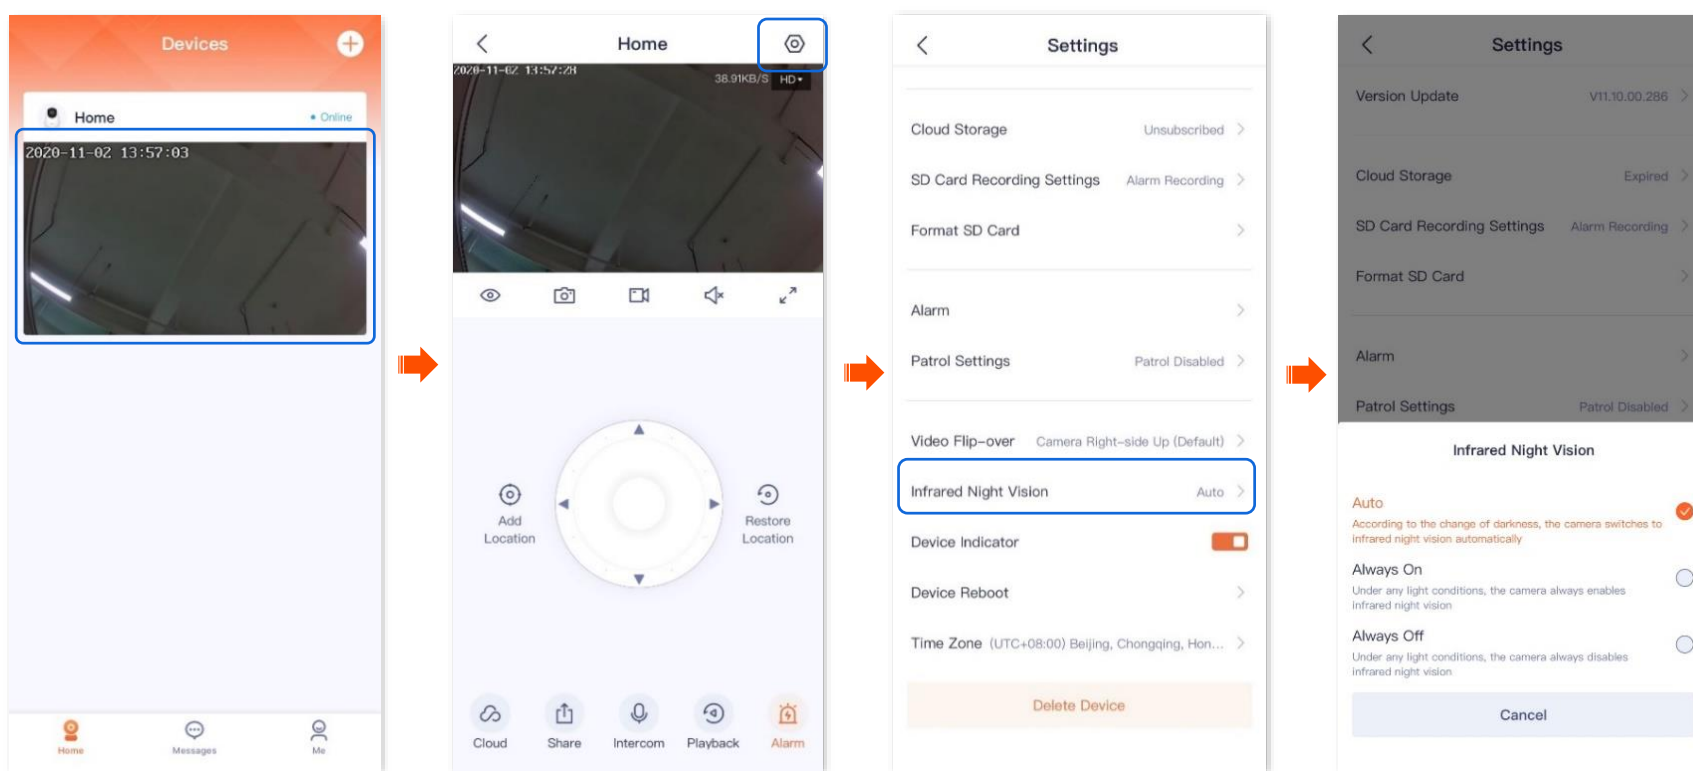 Devices
Home
Online
2020-11-02 13:57:03
Home
Messages
Me
Home
2020-11-02 13:57:28
38.91KB/S
HD
Add
Location
Restore
Location
Cloud
Share
Intercom
Playback
Alarm
Settings
Cloud Storage Unsubscribed
SD Card Recording Settings Alarm Recording
Format SD Card
Alarm
Patrol Settings Patrol Disabled
Video Flip-over Camera Right-side Up (Default)
Infrared Night Vision Auto
Device Indicator
Device Reboot
Time Zone (UTC+08:00) Beijing, Chongqing, Hon...
Delete Device
Settings
Version Update V11.10.00.286
Cloud Storage Expired
SD Card Recording Settings Alarm Recording
Format SD Card
Alarm
Patrol Settings Patrol Disabled
Infrared Night Vision
Auto
According to the change of darkness, the camera switches to
infrared night vision automatically
Always On
Under any light conditions, the camera always enables
infrared night vision
Always Off
Under any light conditions, the camera always disables
infrared night vision
Cancel